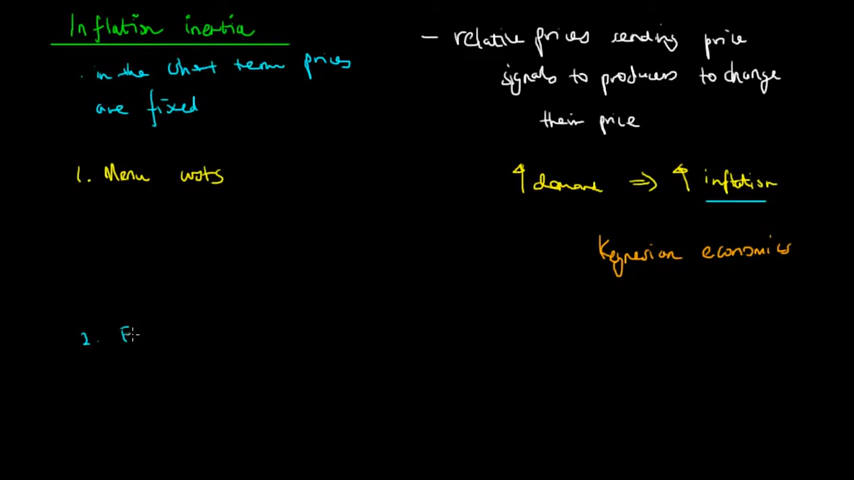 Inflation inertia
. in the short term prices
are fixed
1. Menu costs
2. F
- relative prices sending price
signals to producers to change
their price
↑ demand => ↑ inflation
Keynesian economics